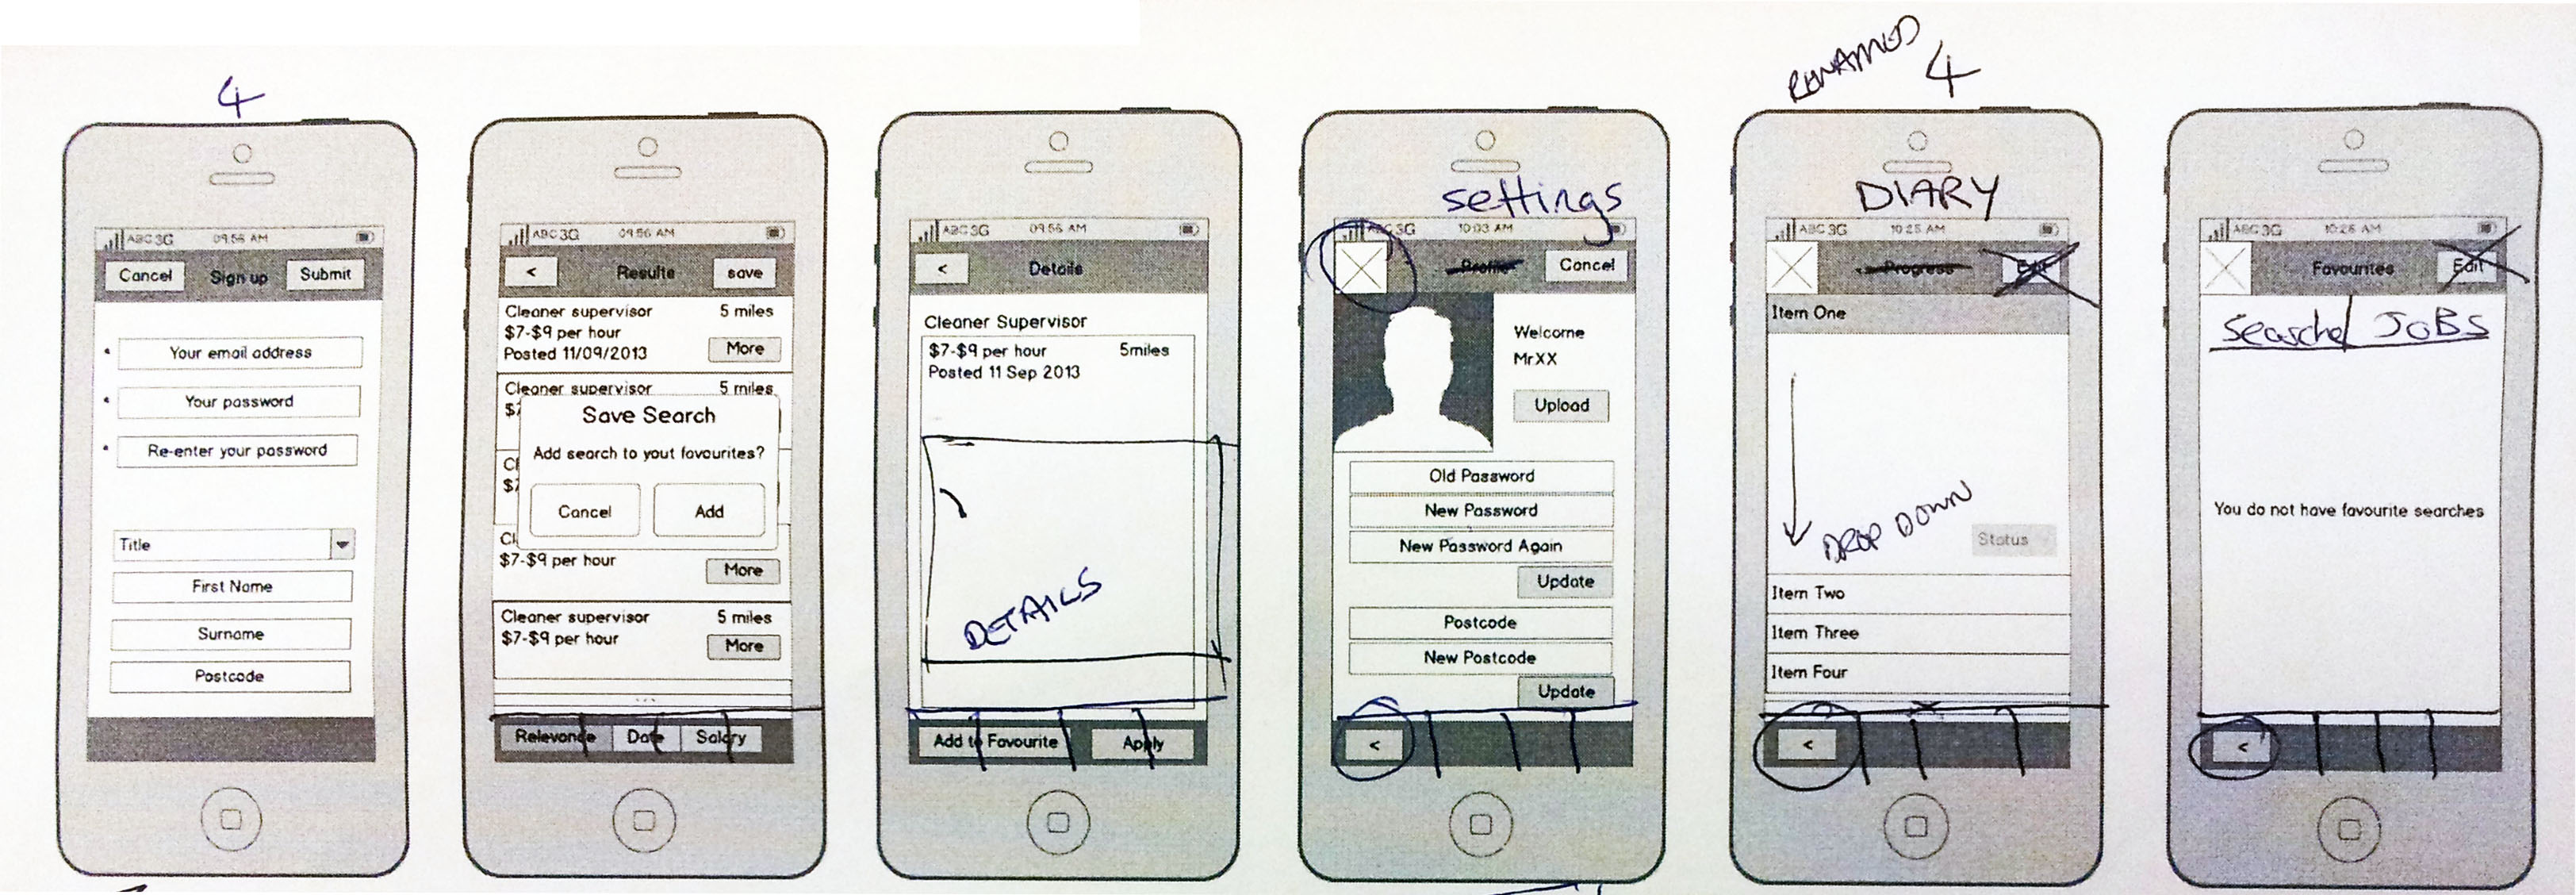 4
ABC 3G 09:56 AM
Cancel Sign up Submit
* Your email address
* Your password
* Re-enter your password
Title
First Name
Surname
Postcode
ABC 3G 09:56 AM
< Results save
Cleaner supervisor 5 miles
$7-$9 per hour
Posted 11/09/2013 More
Cleaner supervisor 5 miles
$7
Save Search
Add search to yout favourites?
Cancel Add
Cl
$7
Cl
$7-$9 per hour More
Cleaner supervisor 5 miles
$7-$9 per hour More
Relevance Date Salary
ABC 3G 09:56 AM
< Details
Cleaner Supervisor
$7-$9 per hour 5miles
Posted 11 Sep 2013
DETAILS
Add to Favourite Apply
settings
3G 10:03 AM
Profile Cancel
Welcome
Mr.XX
Upload
Old Password
New Password
New Password Again
Update
Postcode
New Postcode
Update
<
RENAMED 4
DIARY
ABC 3G 10:25 AM
Progress Edit
Item One
DROP DOWN
Status
Item Two
Item Three
Item Four
<
ABC 3G 10:26 AM
Favourites Edit
Searched JOBS
You do not have favourite searches
<